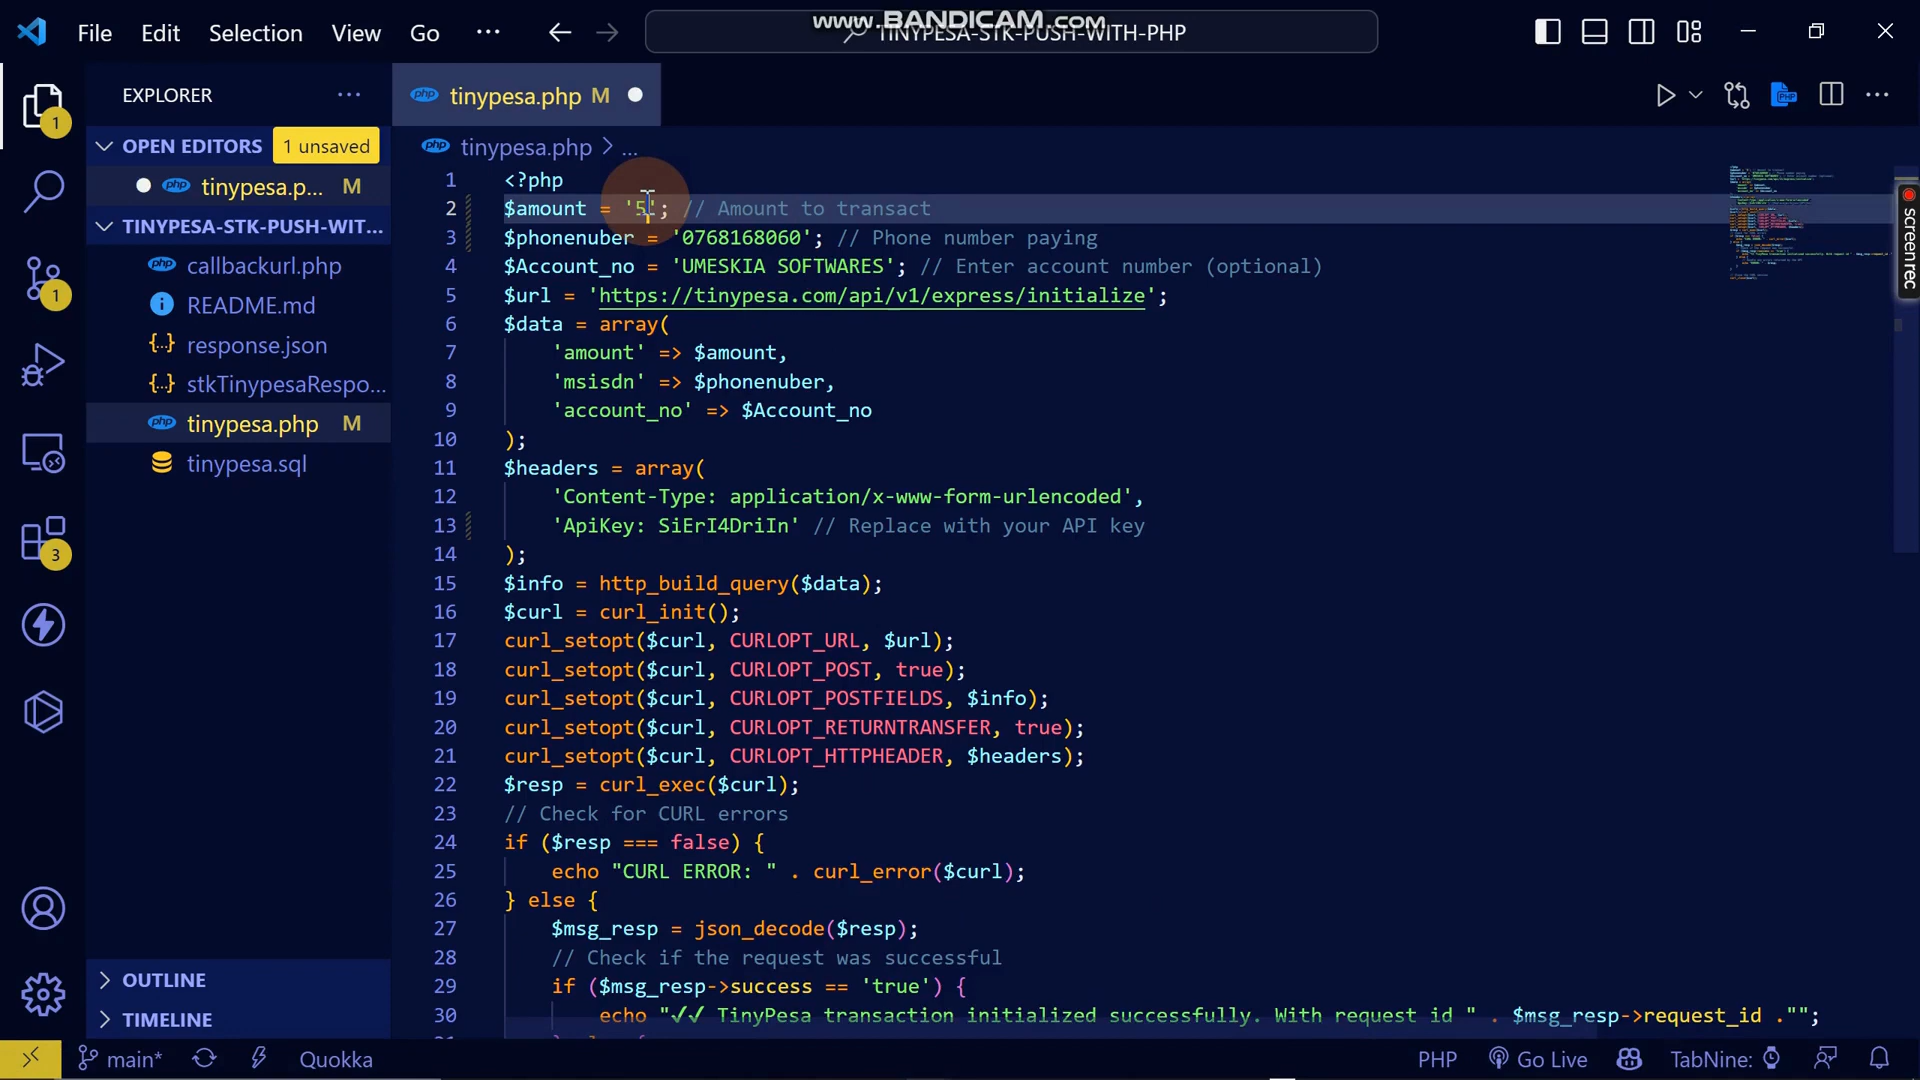 www.BANDICAM.com
File Edit Selection View Go ··· TINYPESA-STK-PUSH-WITH-PHP
EXPLORER ···
OPEN EDITORS 1 unsaved
tinypesa.p... M
TINYPESA-STK-PUSH-WIT...
callbackurl.php
README.md
response.json
stkTinypesaRespo...
tinypesa.php M
tinypesa.sql
OUTLINE
TIMELINE
1
1
3
tinypesa.php M
tinypesa.php > ...
1 <?php
2 $amount = '5'; // Amount to transact
3 $phonenuber = '0768168060'; // Phone number paying
4 $Account_no = 'UMESKIA SOFTWARES'; // Enter account number (optional)
5 $url = 'https://tinypesa.com/api/v1/express/initialize';
6 $data = array(
7 'amount' => $amount,
8 'msisdn' => $phonenuber,
9 'account_no' => $Account_no
10 );
11 $headers = array(
12 'Content-Type: application/x-www-form-urlencoded',
13 'ApiKey: SiErI4DriIn' // Replace with your API key
14 );
15 $info = http_build_query($data);
16 $curl = curl_init();
17 curl_setopt($curl, CURLOPT_URL, $url);
18 curl_setopt($curl, CURLOPT_POST, true);
19 curl_setopt($curl, CURLOPT_POSTFIELDS, $info);
20 curl_setopt($curl, CURLOPT_RETURNTRANSFER, true);
21 curl_setopt($curl, CURLOPT_HTTPHEADER, $headers);
22 $resp = curl_exec($curl);
23 // Check for CURL errors
24 if ($resp === false) {
25 echo "CURL ERROR: " . curl_error($curl);
26 } else {
27 $msg_resp = json_decode($resp);
28 // Check if the request was successful
29 if ($msg_resp->success == 'true') {
30 echo "✓✓ TinyPesa transaction initialized successfully. With request id " . $msg_resp->request_id ."";
screen rec
main* Quokka PHP Go Live TabNine: